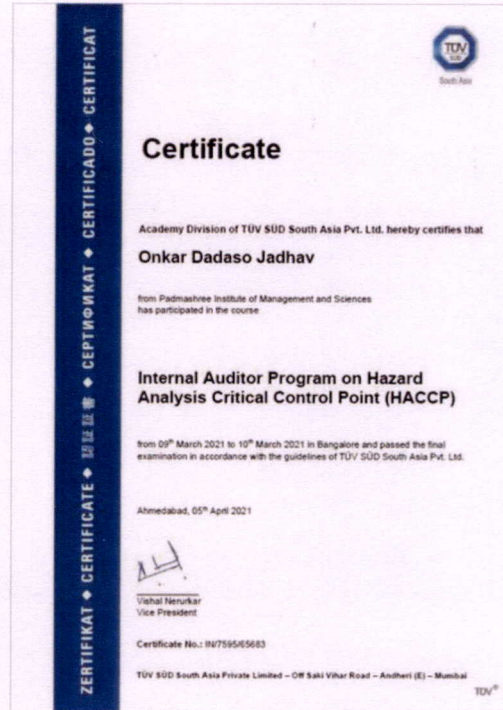 TÜV
SÜD
South Asia
ZERTIFIKAT ◆ CERTIFICATE ◆ 認証証書 ◆ СЕРТИФИКАТ ◆ CERTIFICADO ◆ CERTIFICAT
Certificate
Academy Division of TÜV SÜD South Asia Pvt. Ltd. hereby certifies that
Onkar Dadaso Jadhav
from Padmashree Institute of Management and Sciences
has participated in the course
Internal Auditor Program on Hazard
Analysis Critical Control Point (HACCP)
from 09th March 2021 to 10th March 2021 in Bangalore and passed the final
examination in accordance with the guidelines of TÜV SÜD South Asia Pvt. Ltd.
Ahmedabad, 05th April 2021
Vishal Nerurkar
Vice President
Certificate No.: IN/7595/65683
TÜV SÜD South Asia Private Limited – Off Saki Vihar Road – Andheri (E) – Mumbai
TÜV®